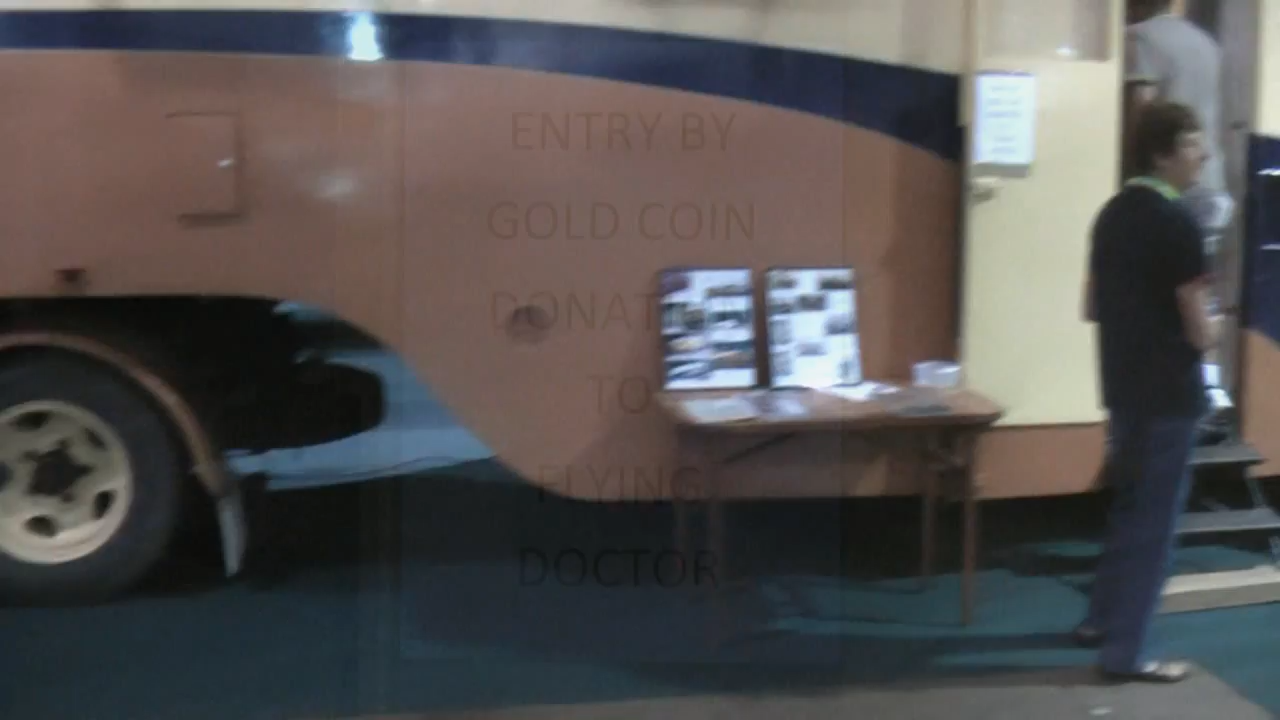 ENTRY BY
GOLD COIN
DONAT
TO
FLYING
DOCTOR